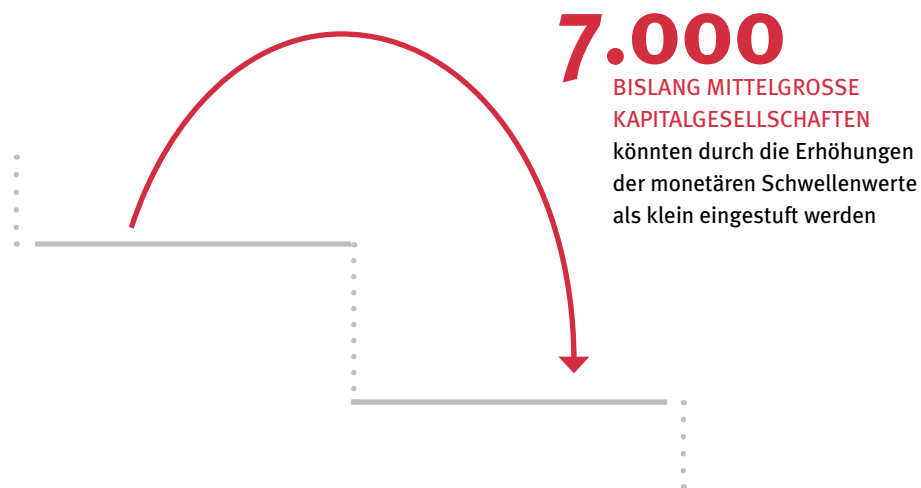 7.000
BISLANG MITTELGROSSE
KAPITALGESELLSCHAFTEN
könnten durch die Erhöhungen
der monetären Schwellenwerte
als klein eingestuft werden